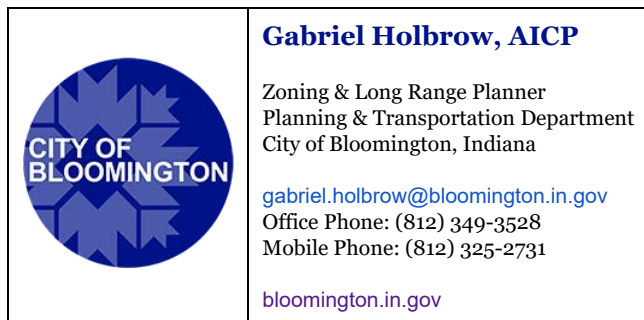 CITY OF
BLOOMINGTON
Gabriel Holbrow, AICP
Zoning & Long Range Planner
Planning & Transportation Department
City of Bloomington, Indiana
gabriel.holbrow@bloomington.in.gov
Office Phone: (812) 349-3528
Mobile Phone: (812) 325-2731
bloomington.in.gov